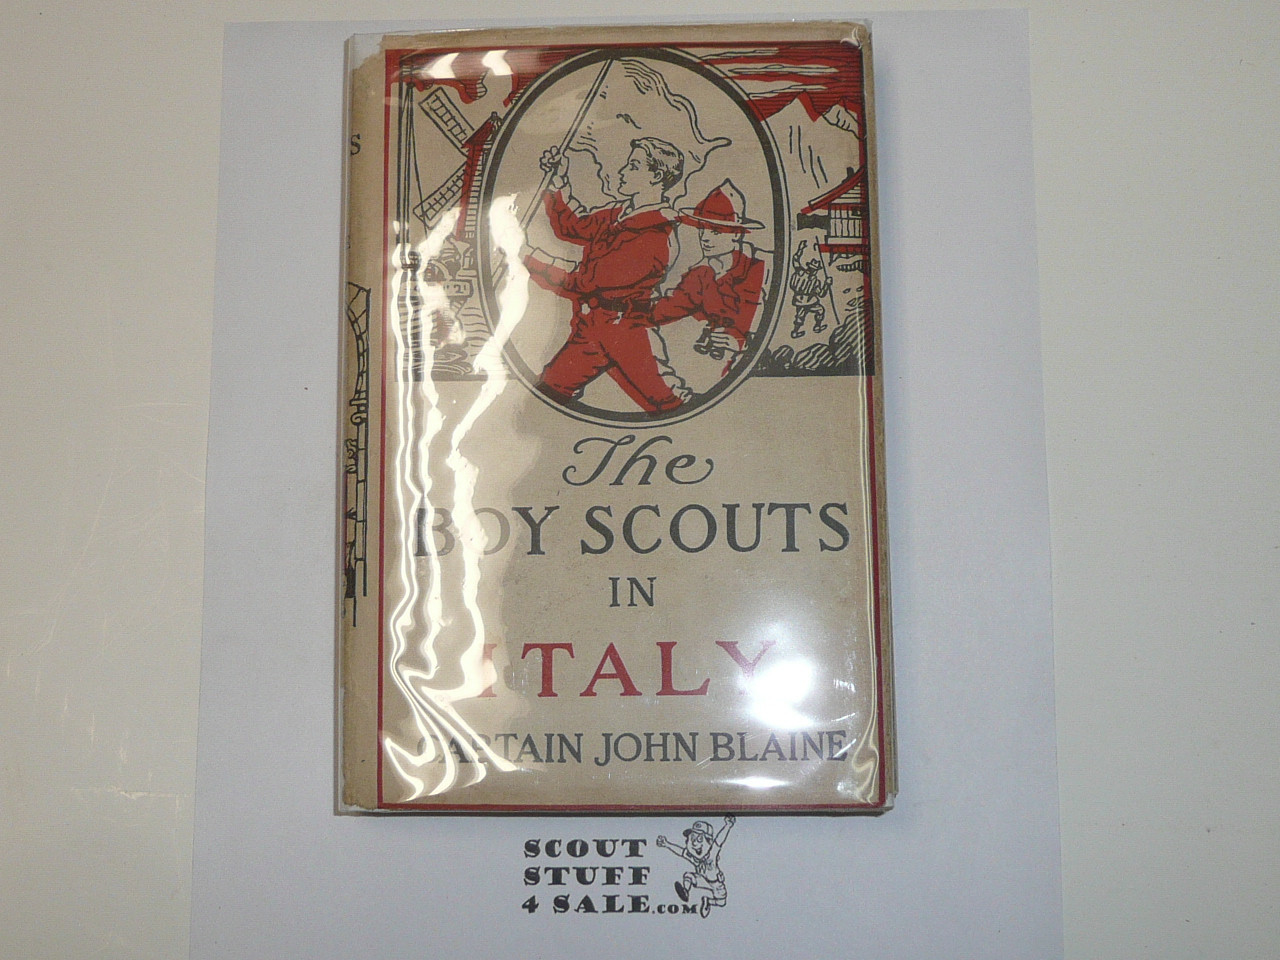 The
BOY SCOUTS
IN
ITALY
CAPTAIN JOHN BLAINE
S
SCOUT
STUFF
4 SALE.COM